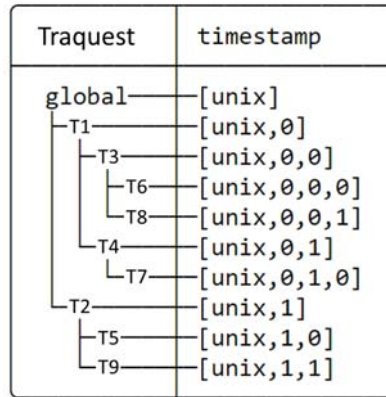 Traquest timestamp
global [unix]
T1 [unix,0]
T3 [unix,0,0]
T6 [unix,0,0,0]
T8 [unix,0,0,1]
T4 [unix,0,1]
T7 [unix,0,1,0]
T2 [unix,1]
T5 [unix,1,0]
T9 [unix,1,1]